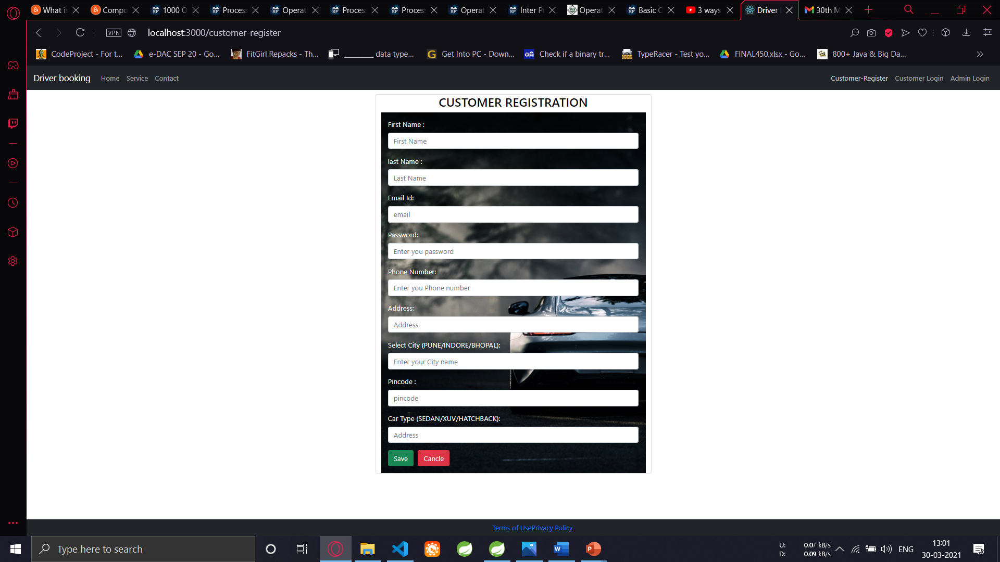 What is
Compo
1000 O
Process
Operat
Process
Process
Operat
Inter Pr
Operat
Basic C
3 ways
Driver
30th M
VPN
localhost:3000/customer-register
CodeProject - For t...
e-DAC SEP 20 - Go...
FitGirl Repacks - Th...
________ data type...
Get Into PC - Down...
Check if a binary tr...
TypeRacer - Test yo...
FINAL450.xlsx - Go...
800+ Java & Big Da...
Driver booking
Home
Service
Contact
Customer-Register
Customer Login
Admin Login
CUSTOMER REGISTRATION
First Name :
First Name
last Name :
Last Name
Email Id:
email
Password:
Enter you password
Phone Number:
Enter you Phone number
Address:
Address
Select City (PUNE/INDORE/BHOPAL):
Enter your City name
Pincode :
pincode
Car Type (SEDAN/XUV/HATCHBACK):
Address
Save
Cancle
Terms of UsePrivacy Policy
Type here to search
U: 0.07 kB/s
D: 0.09 kB/s
ENG
13:01
30-03-2021